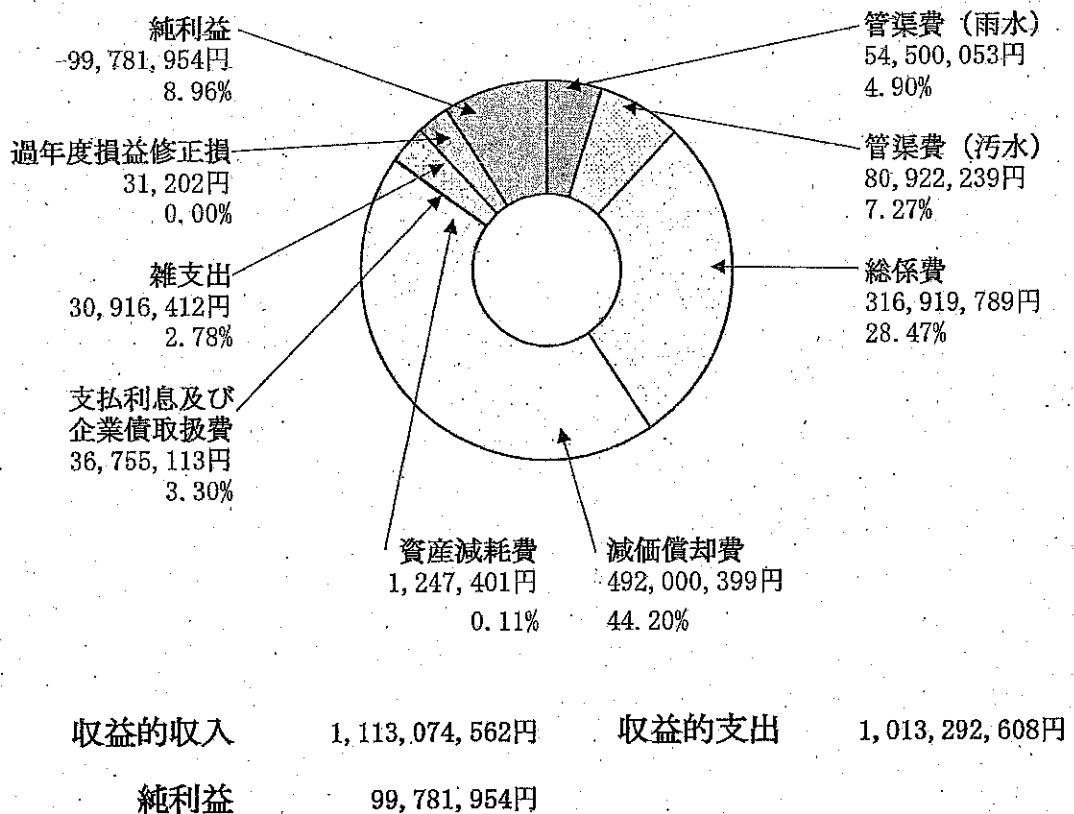 純利益
99,781,954円
8.96%
過年度損益修正損
31,202円
0.00%
雑支出
30,916,412円
2.78%
支払利息及び
企業債取扱費
36,755,113円
3.30%
資産減耗費
1,247,401円
0.11%
減価償却費
492,000,399円
44.20%
管渠費（雨水）
54,500,053円
4.90%
管渠費（汚水）
80,922,239円
7.27%
総係費
316,919,789円
28.47%
収益的収入 1,113,074,562円 収益的支出 1,013,292,608円
純利益 99,781,954円